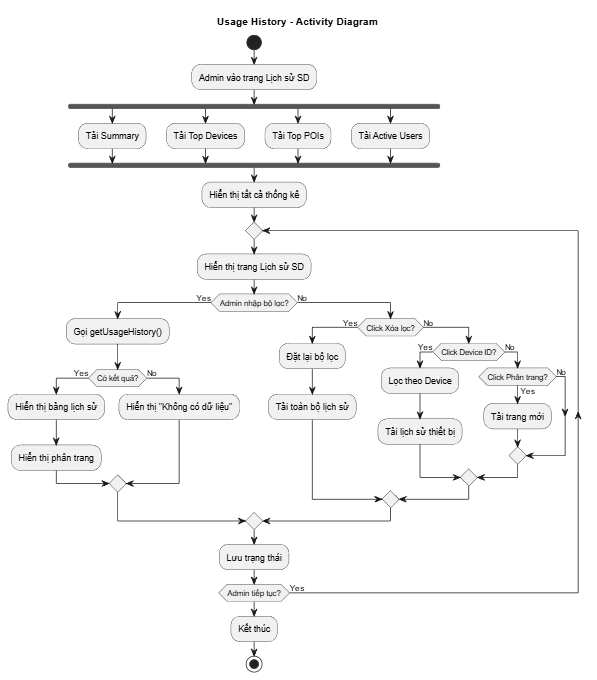 Usage History - Activity Diagram
Admin vào trang Lịch sử SD
Tải Summary
Tải Top Devices
Tải Top POIs
Tải Active Users
Hiển thị tất cả thống kê
Hiển thị trang Lịch sử SD
Yes
Admin nhập bộ lọc?
No
Gọi getUsageHistory()
Yes
Click Xóa lọc?
No
Yes
Có kết quả?
No
Đặt lại bộ lọc
Yes
Click Device ID?
No
Hiển thị bảng lịch sử
Hiển thị "Không có dữ liệu"
Tải toàn bộ lịch sử
Lọc theo Device
Click Phân trang?
No
Yes
Tải trang mới
Hiển thị phân trang
Tải lịch sử thiết bị
Lưu trạng thái
Admin tiếp tục?
Yes
Kết thúc